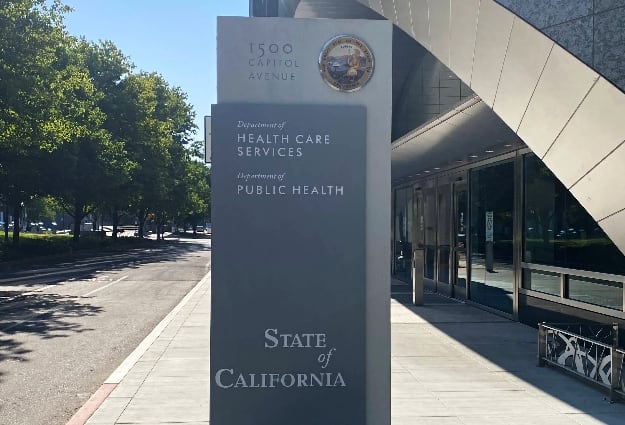 1500
CAPITOL
AVENUE
Department of
HEALTH CARE
SERVICES
Department of
PUBLIC HEALTH
STATE
of
CALIFORNIA